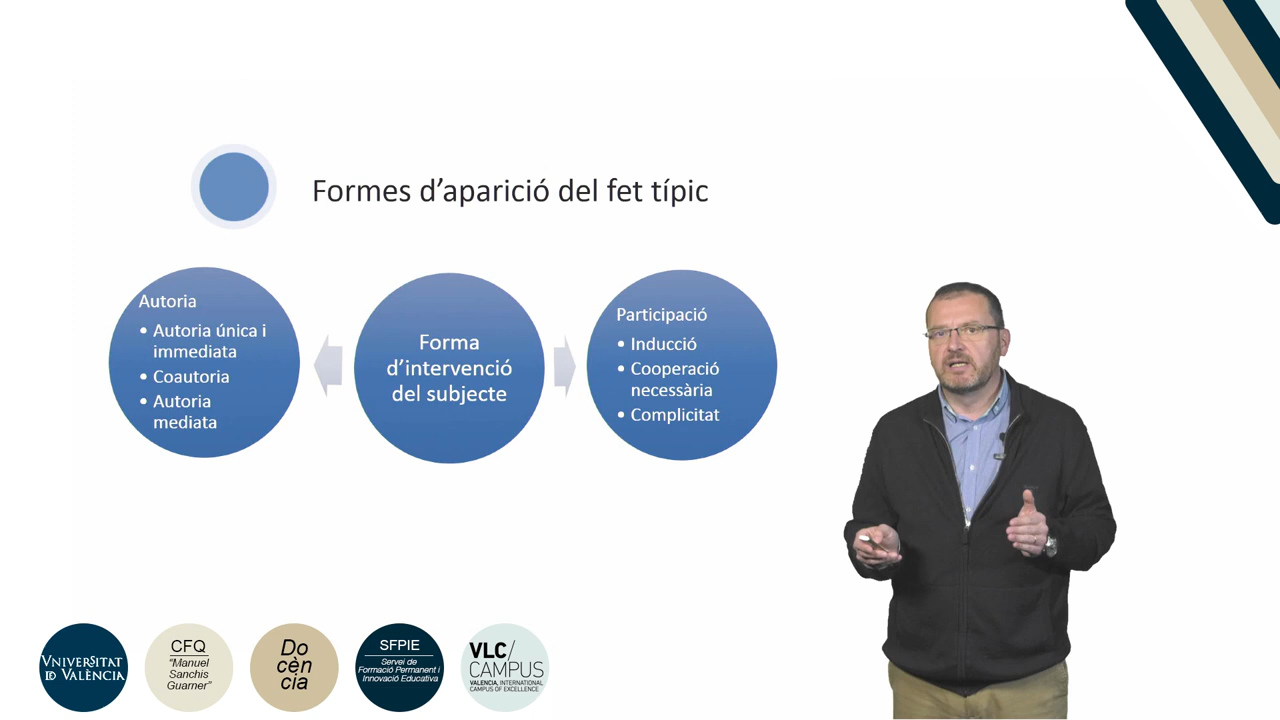 Formes d’aparició del fet típic
Autoria
• Autoria única i
immediata
• Coautoria
• Autoria
mediata
Forma
d’intervenció
del subjecte
Participació
• Inducció
• Cooperació
necessària
• Complicitat
VNIVERSITAT
ID VALÈNCIA
CFQ
“Manuel
Sanchis
Guarner”
Do
cèn
cia
SFPIE
Servei de
Formació Permanent i
Innovació Educativa
VLC/
CAMPUS
VALENCIA, INTERNATIONAL
CAMPUS OF EXCELLENCE